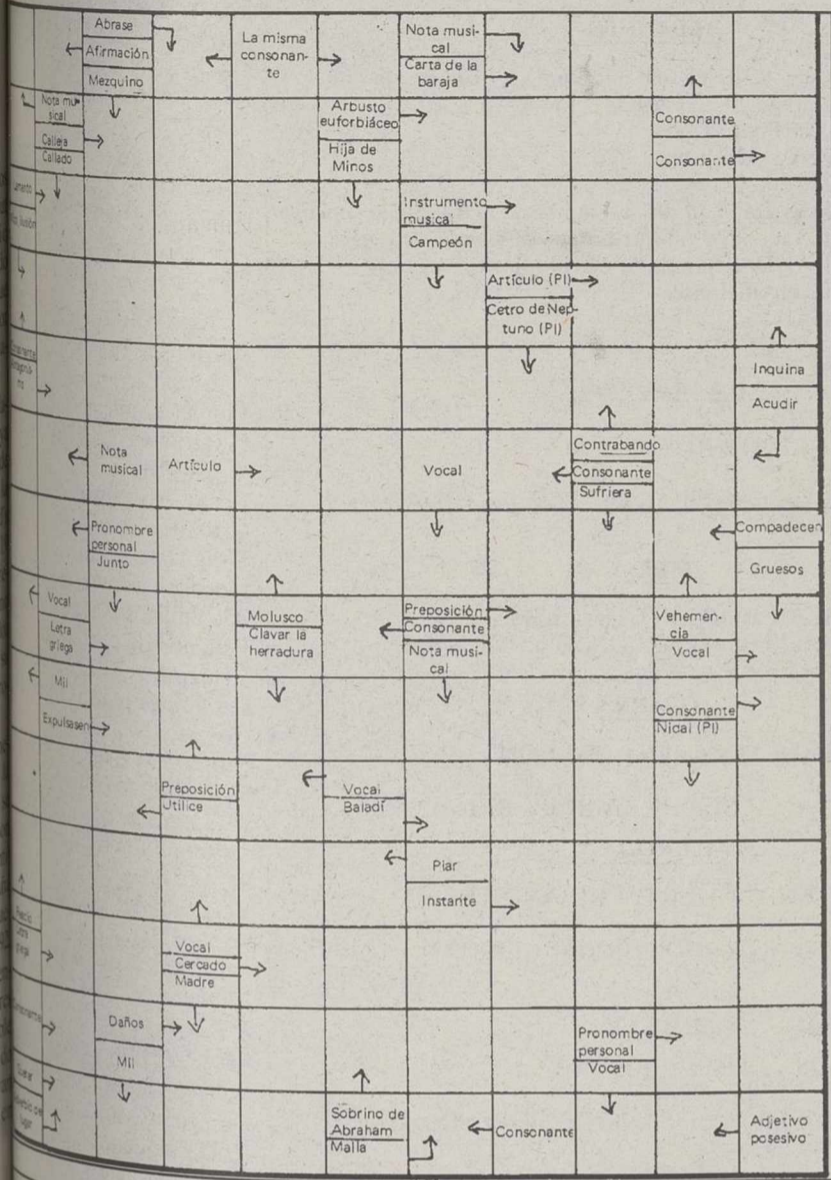 Abrase
Afirmación
Mezquino
La misma
consonan-
te
Nota musi-
cal
Carta de la
baraja
Nota mu-
sical
Calleja
Callado
Arbusto
euforbiáceo
Hija de
Minos
Consonante
Consonante
Instrumento
musical
Campeón
Artículo (Pl)
Cetro de Nep-
tuno (Pl)
Inquina
Acudir
Nota
musical
Artículo
Vocal
Contrabando
Consonante
Sufriera
Pronombre
personal
Junto
Compadecen
Gruesos
Vocal
Letra
griega
Molusco
Clavar la
herradura
Preposición
Consonante
Nota musi-
cal
Vehemen-
cia
Vocal
Mil
Expulsasen
Consonante
Nical (Pl)
Preposición
Utilice
Vocal
Baladí
Piar
Instante
griega
Vocal
Cercado
Madre
Daños
Mil
Pronombre
personal
Vocal
lugar
Sobrino de
Abraham
Malla
Consonante
Adjetivo
posesivo